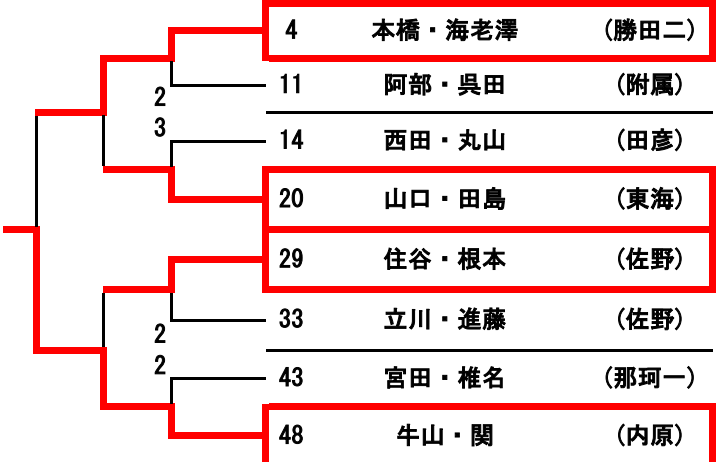 4 本橋・海老澤 (勝田二)
11 阿部・呉田 (附属)
2
3
14 西田・丸山 (田彦)
20 山口・田島 (東海)
29 住谷・根本 (佐野)
33 立川・進藤 (佐野)
2
2
43 宮田・椎名 (那珂一)
48 牛山・関 (内原)